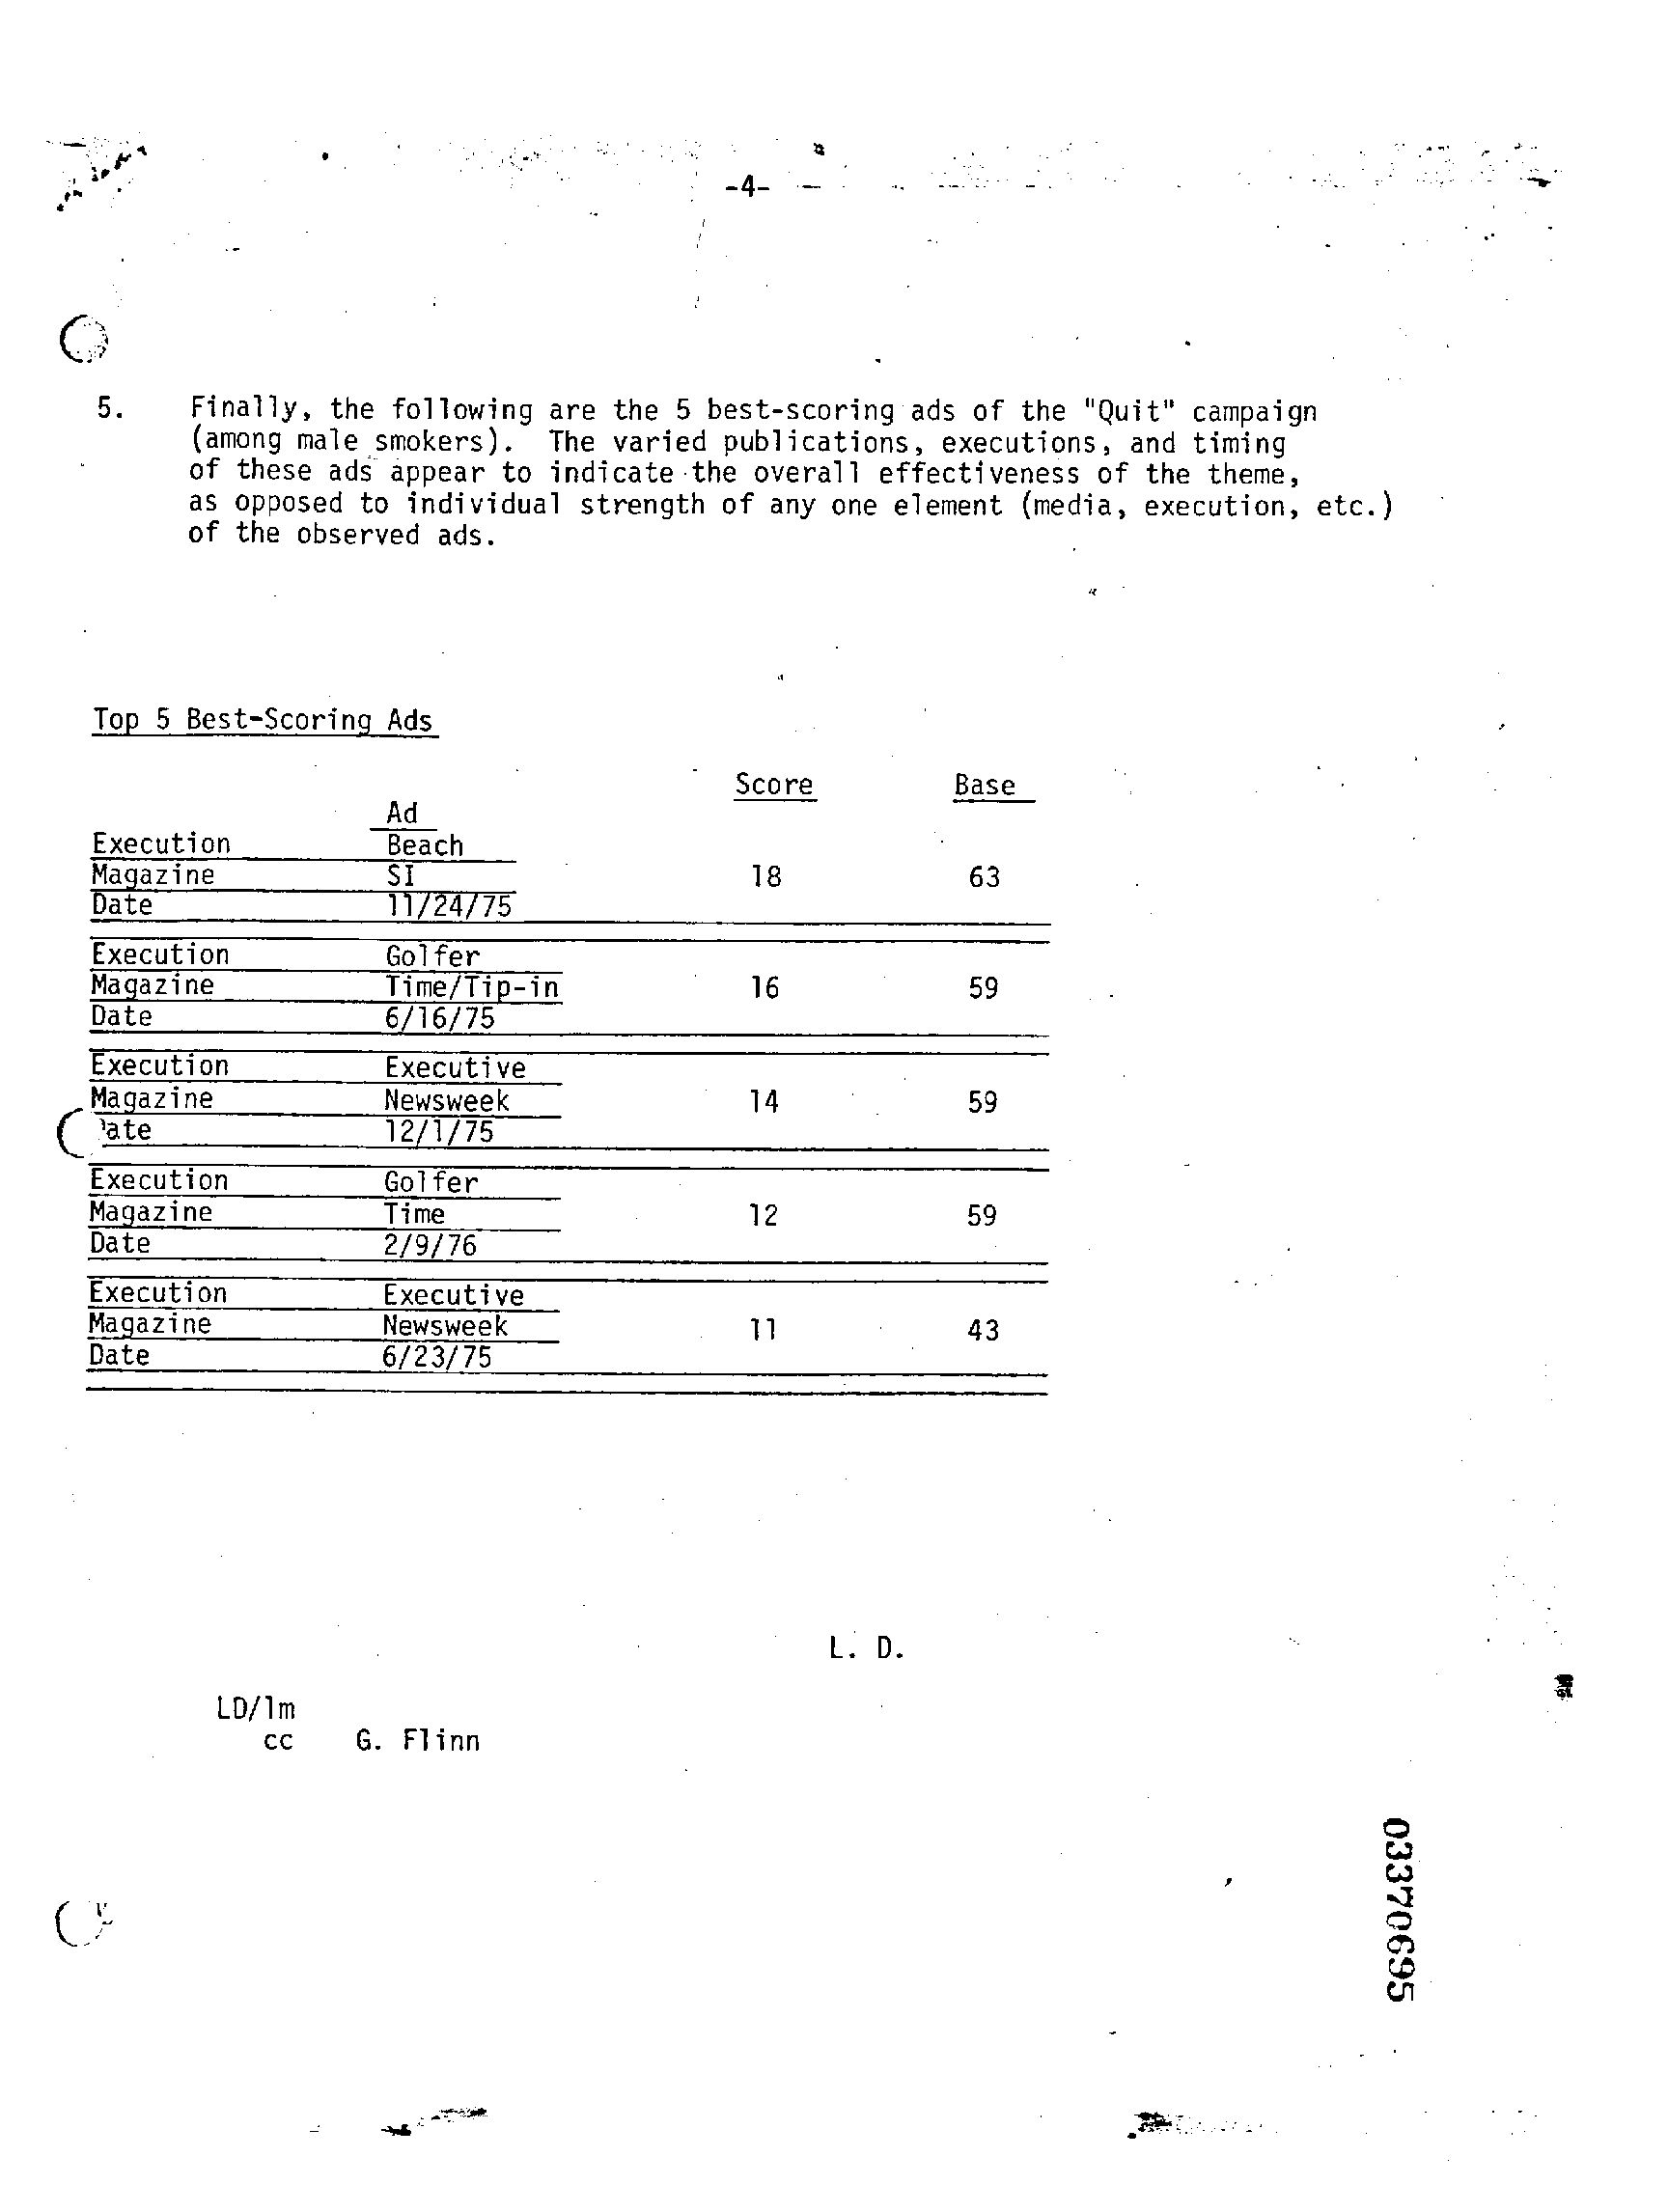 -4-
5. Finally, the following are the 5 best-scoring ads of the "Quit" campaign
(among male smokers). The varied publications, executions, and timing
of these ads appear to indicate the overall effectiveness of the theme,
as opposed to individual strength of any one element (media, execution, etc.)
of the observed ads.
Top 5 Best-Scoring Ads
Score Base
Ad
Execution Beach
Magazine SI 18 63
Date 11/24/75
Execution Golfer
Magazine Time/Tip-in 16 59
Date 6/16/75
Execution Executive
Magazine Newsweek 14 59
Date 12/1/75
Execution Golfer
Magazine Time 12 59
Date 2/9/76
Execution Executive
Magazine Newsweek 11 43
Date 6/23/75
L. D.
LD/lm
cc G. Flinn
03370695